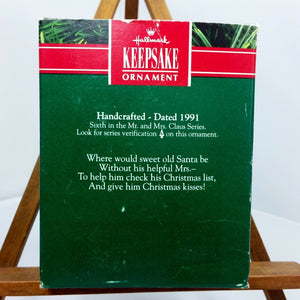 Hallmark
KEEPSAKE
ORNAMENT
Handcrafted - Dated 1991
Sixth in the Mr. and Mrs. Claus Series.
Look for series verification 6 on this ornament.
Where would sweet old Santa be
Without his helpful Mrs.–
To help him check his Christmas list,
And give him Christmas kisses!